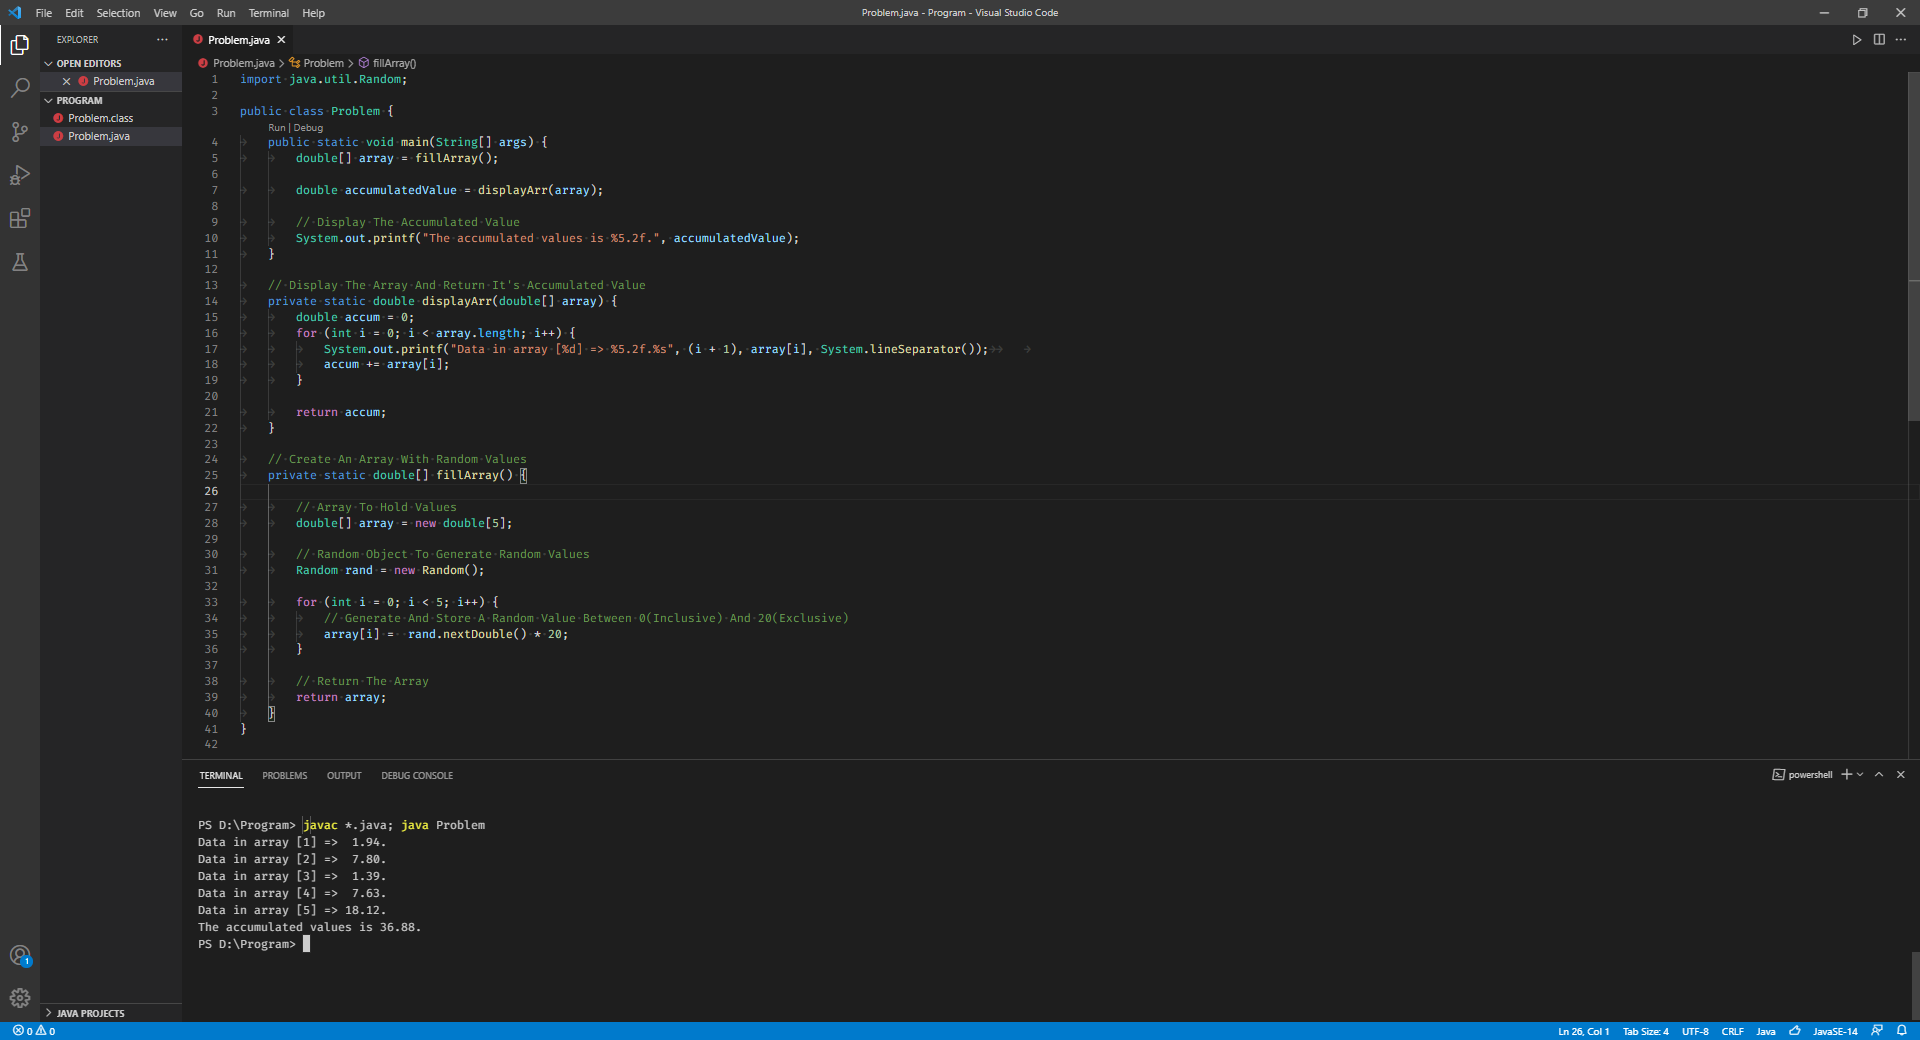 File Edit Selection View Go Run Terminal Help
Problem.java - Program - Visual Studio Code
EXPLORER
OPEN EDITORS
Problem.java
PROGRAM
Problem.class
Problem.java
JAVA PROJECTS
Problem.java
Problem.java > Problem > fillArray()
1 import java.util.Random;
2
3 public class Problem {
Run | Debug
4 public static void main(String[] args) {
5 double[] array = fillArray();
6
7 double accumulatedValue = displayArr(array);
8
9 // Display The Accumulated Value
10 System.out.printf("The accumulated values is %5.2f.", accumulatedValue);
11 }
12
13 // Display The Array And Return It's Accumulated Value
14 private static double displayArr(double[] array) {
15 double accum = 0;
16 for (int i = 0; i < array.length; i++) {
17 System.out.printf("Data in array [%d] => %5.2f.%s", (i + 1), array[i], System.lineSeparator());
18 accum += array[i];
19 }
20
21 return accum;
22 }
23
24 // Create An Array With Random Values
25 private static double[] fillArray() {
26
27 // Array To Hold Values
28 double[] array = new double[5];
29
30 // Random Object To Generate Random Values
31 Random rand = new Random();
32
33 for (int i = 0; i < 5; i++) {
34 // Generate And Store A Random Value Between 0(Inclusive) And 20(Exclusive)
35 array[i] =  rand.nextDouble() * 20;
36 }
37
38 // Return The Array
39 return array;
40 }
41 }
42
TERMINAL PROBLEMS OUTPUT DEBUG CONSOLE
powershell
PS D:\Program> javac *.java; java Problem
Data in array [1] =>  1.94.
Data in array [2] =>  7.80.
Data in array [3] =>  1.39.
Data in array [4] =>  7.63.
Data in array [5] => 18.12.
The accumulated values is 36.88.
PS D:\Program>
1
0 0
Ln 26, Col 1 Tab Size: 4 UTF-8 CRLF Java JavaSE-14